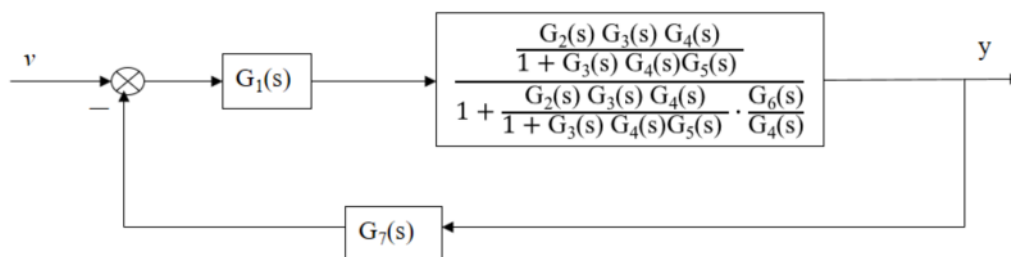 v
−
G₁(s)
G₂(s) G₃(s) G₄(s)
1 + G₃(s) G₄(s)G₅(s)
1 + G₂(s) G₃(s) G₄(s) / 1 + G₃(s) G₄(s)G₅(s) · G₆(s) / G₄(s)
y
G₇(s)